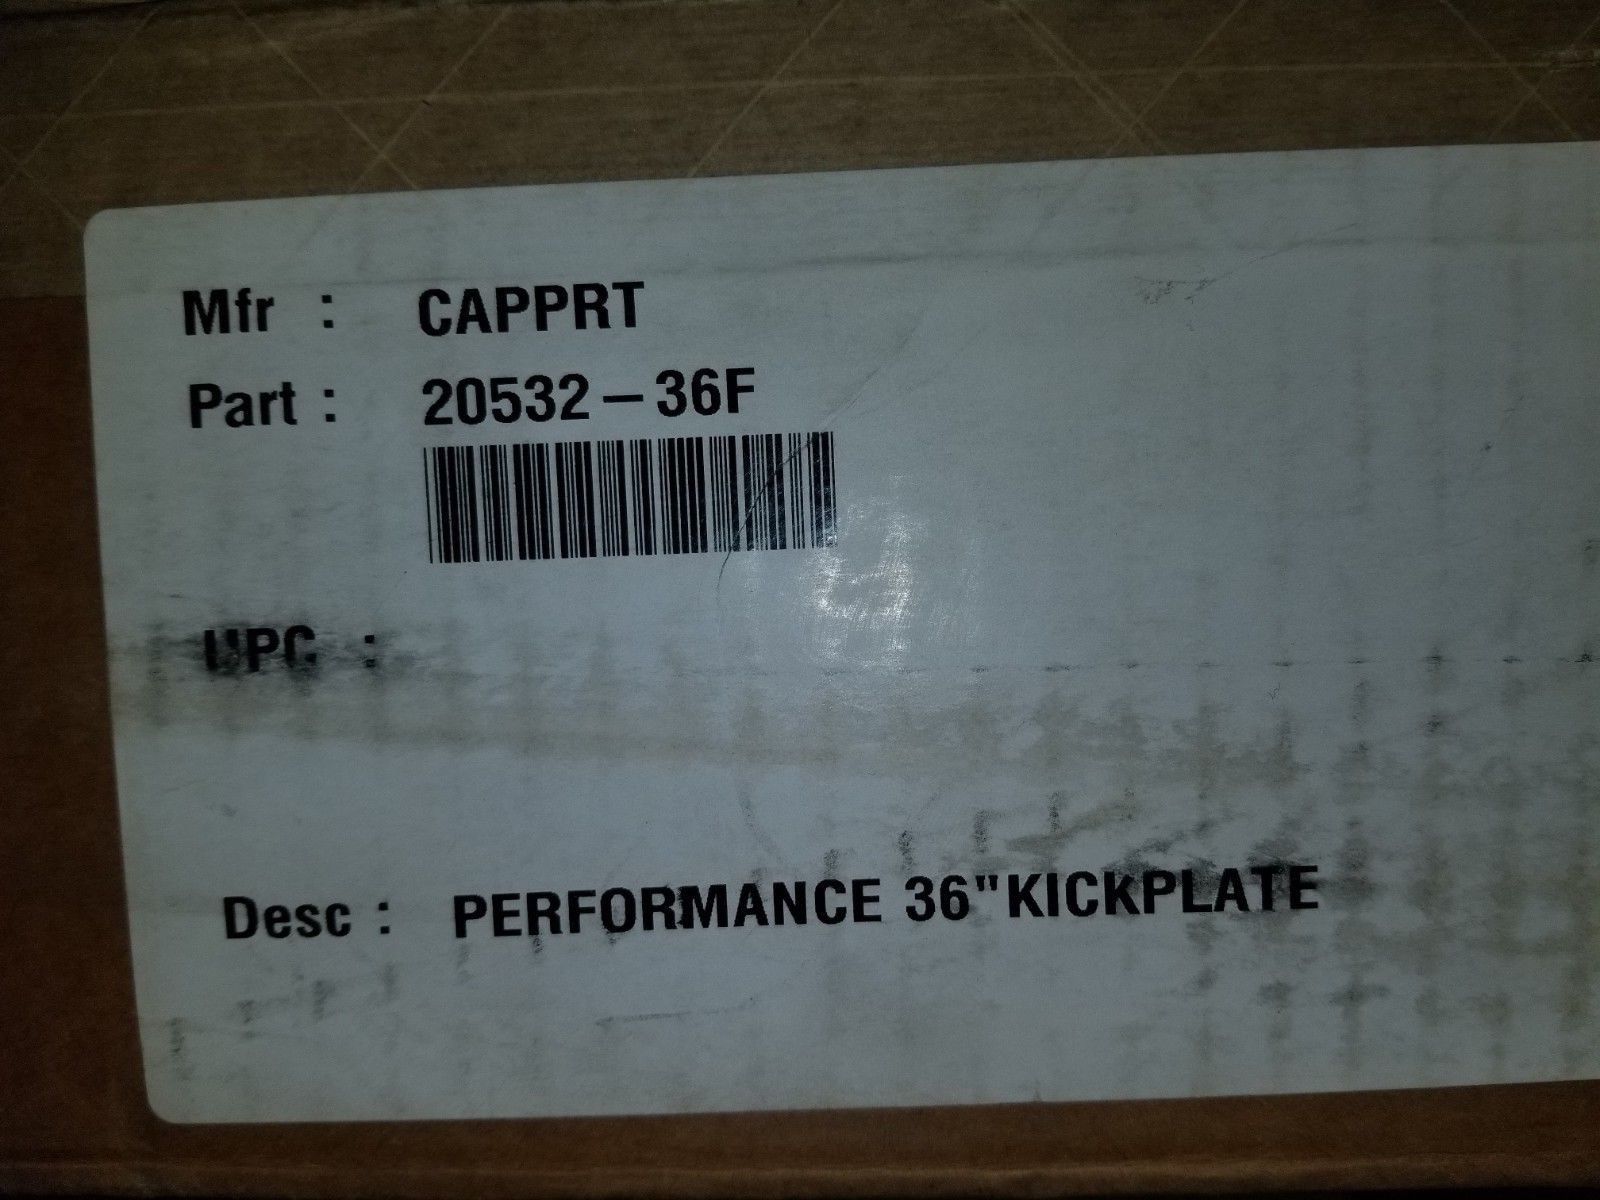 Mfr : CAPPRT
Part : 20532-36F
UPC :
Desc : PERFORMANCE 36"KICKPLATE